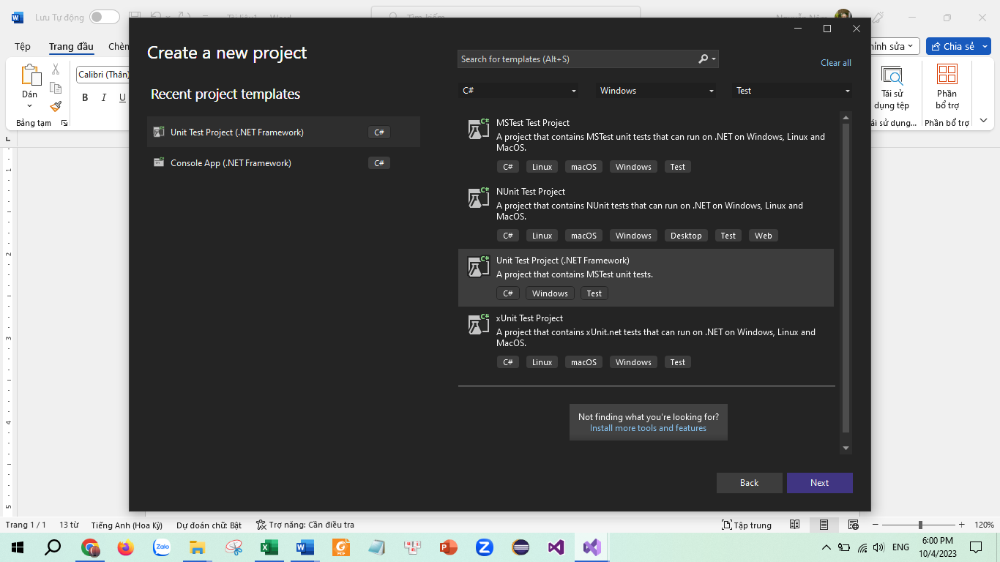 Lưu Tự động
Tìm kiếm
Tệp
Trang đầu
Chèn
Chia sẻ
Calibri (Thân)
Dán
B I U
Bảng tạm
Tái sử
dụng tệp
Phần
bổ trợ
Phần bổ trợ
Create a new project
Search for templates (Alt+S)
Clear all
Recent project templates
C#
Windows
Test
Unit Test Project (.NET Framework)
C#
Console App (.NET Framework)
C#
MSTest Test Project
A project that contains MSTest unit tests that can run on .NET on Windows, Linux and
MacOS.
C# Linux macOS Windows Test
NUnit Test Project
A project that contains NUnit tests that can run on .NET on Windows, Linux and
MacOS.
C# Linux macOS Windows Desktop Test Web
Unit Test Project (.NET Framework)
A project that contains MSTest unit tests.
C# Windows Test
xUnit Test Project
A project that contains xUnit.net tests that can run on .NET on Windows, Linux and
MacOS.
C# Linux macOS Windows Test
Not finding what you're looking for?
Install more tools and features
Back
Next
1
2
3
4
5
Trang 1 / 1
13 từ
Tiếng Anh (Hoa Kỳ)
Dự đoán chữ: Bật
Trợ năng: Cần điều tra
Tập trung
120%
Zalo
PDF
ENG
6:00 PM
10/4/2023